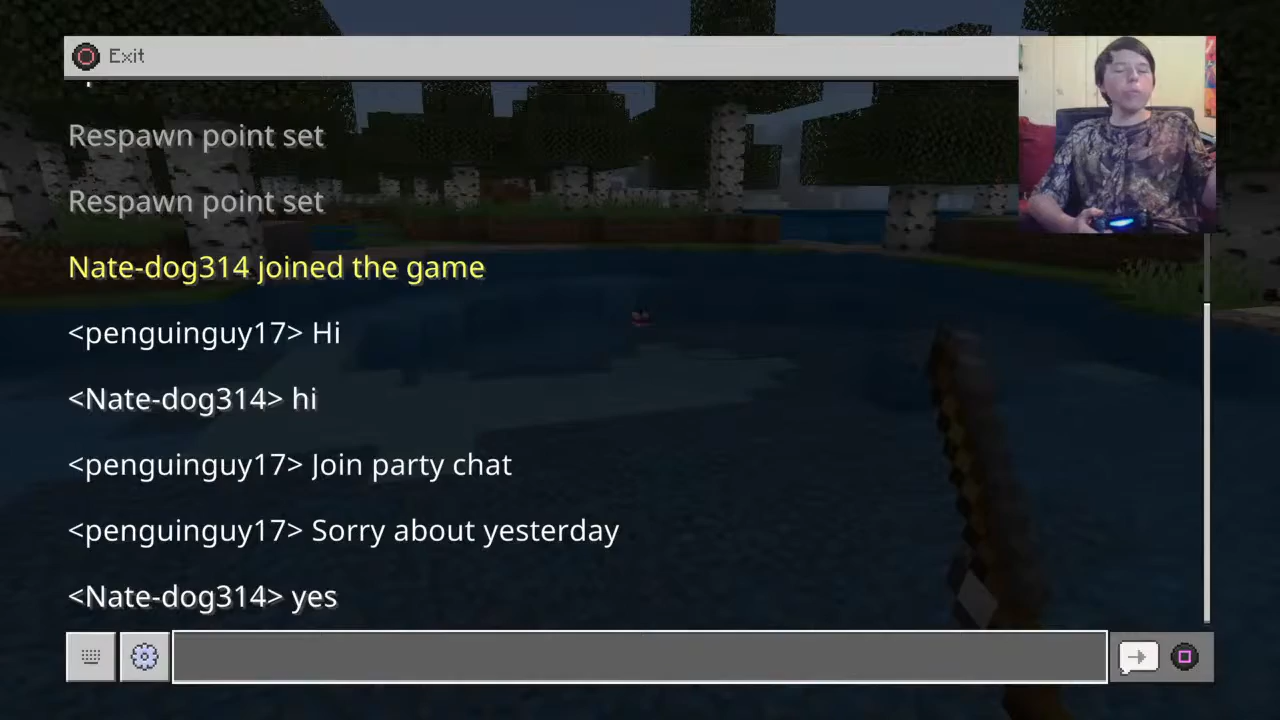 Exit
Respawn point set
Respawn point set
Nate-dog314 joined the game
<penguinguy17> Hi
<Nate-dog314> hi
<penguinguy17> Join party chat
<penguinguy17> Sorry about yesterday
<Nate-dog314> yes